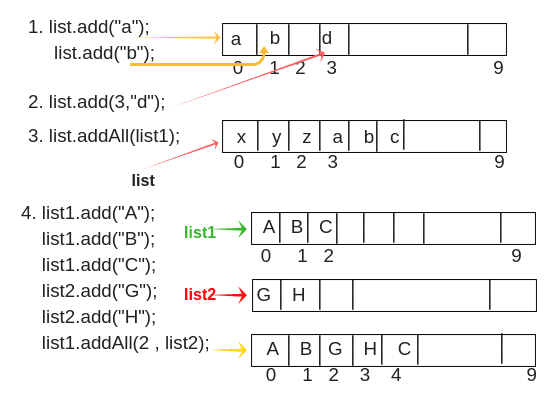 1. list.add("a");
list.add("b");
a b d
0 1 2 3 9
2. list.add(3,"d");
3. list.addAll(list1);
x y z a b c
0 1 2 3 9
list
4. list1.add("A");
list1.add("B");
list1.add("C");
list2.add("G");
list2.add("H");
list1.addAll(2 , list2);
list1
A B C
0 1 2 9
list2
G H
A B G H C
0 1 2 3 4 9